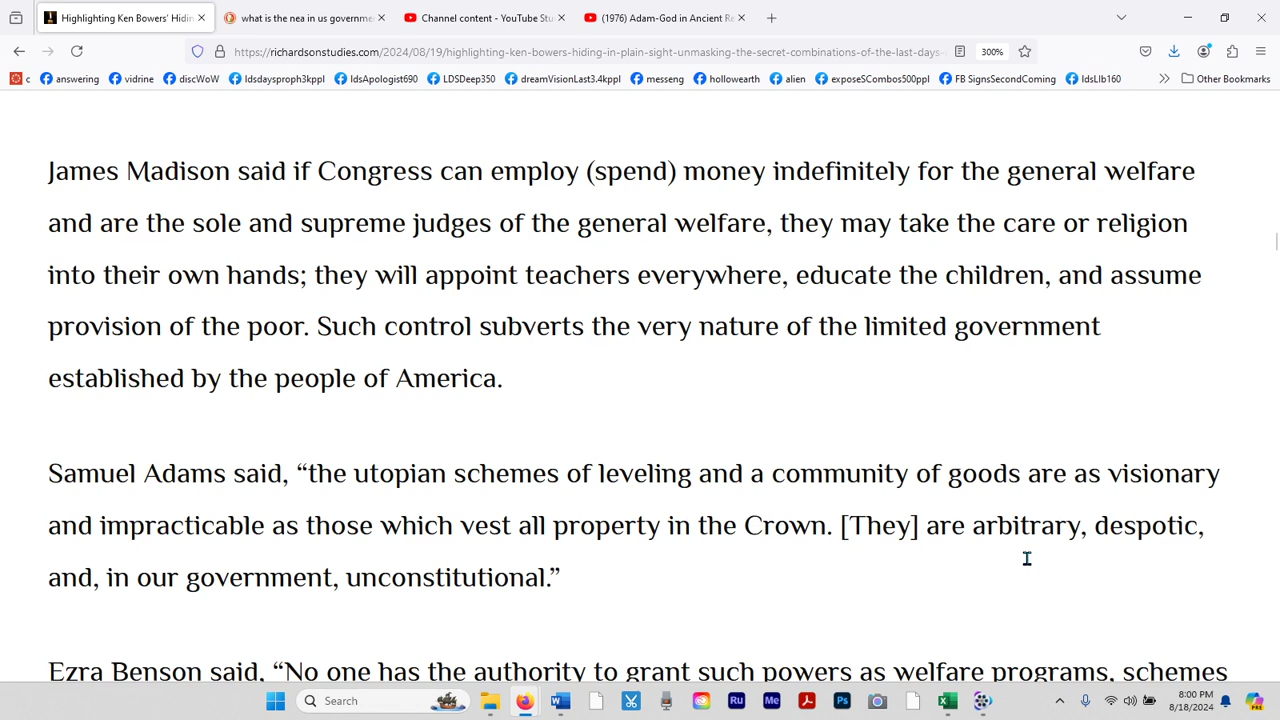 Highlighting Ken Bowers' Hidin
what is the nea in us governme
Channel content - YouTube Stu
(1976) Adam-God in Ancient Re
https://richardsonstudies.com/2024/08/19/highlighting-ken-bowers-hiding-in-plain-sight-unmasking-the-secret-combinations-of-the-last-days-
300%
c
answering
vidrine
discWoW
ldsdaysproph3kppl
ldsApologist690
LDSDeep350
dreamVisionLast3.4kppl
messeng
hollowearth
alien
exposeSCombos500ppl
FB SignsSecondComing
ldsLIb160
Other Bookmarks
James Madison said if Congress can employ (spend) money indefinitely for the general welfare
and are the sole and supreme judges of the general welfare, they may take the care or religion
into their own hands; they will appoint teachers everywhere, educate the children, and assume
provision of the poor. Such control subverts the very nature of the limited government
established by the people of America.
Samuel Adams said, “the utopian schemes of leveling and a community of goods are as visionary
and impracticable as those which vest all property in the Crown. [They] are arbitrary, despotic,
and, in our government, unconstitutional.”
Ezra Benson said, “No one has the authority to grant such powers as welfare programs, schemes
Search
Ru
Me
Ps
8:00 PM
8/18/2024